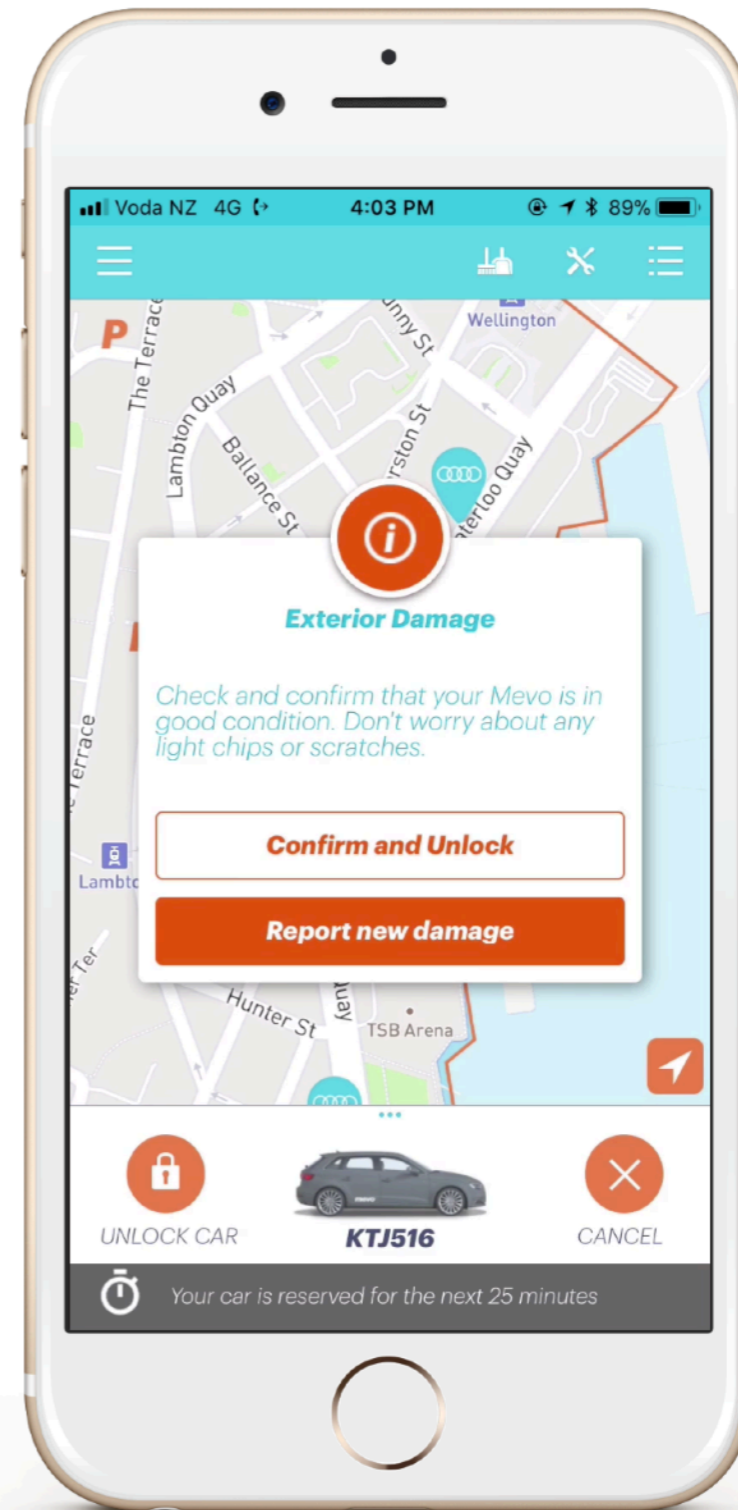 Voda NZ 4G 4:03 PM 89%
P
The Terrace
Lambton Quay
Ballance St
Wellington
Exterior Damage
Check and confirm that your Mevo is in
good condition. Don't worry about any
light chips or scratches.
Confirm and Unlock
Report new damage
Hunter St
TSB Arena
UNLOCK CAR
KTJ516
CANCEL
Your car is reserved for the next 25 minutes